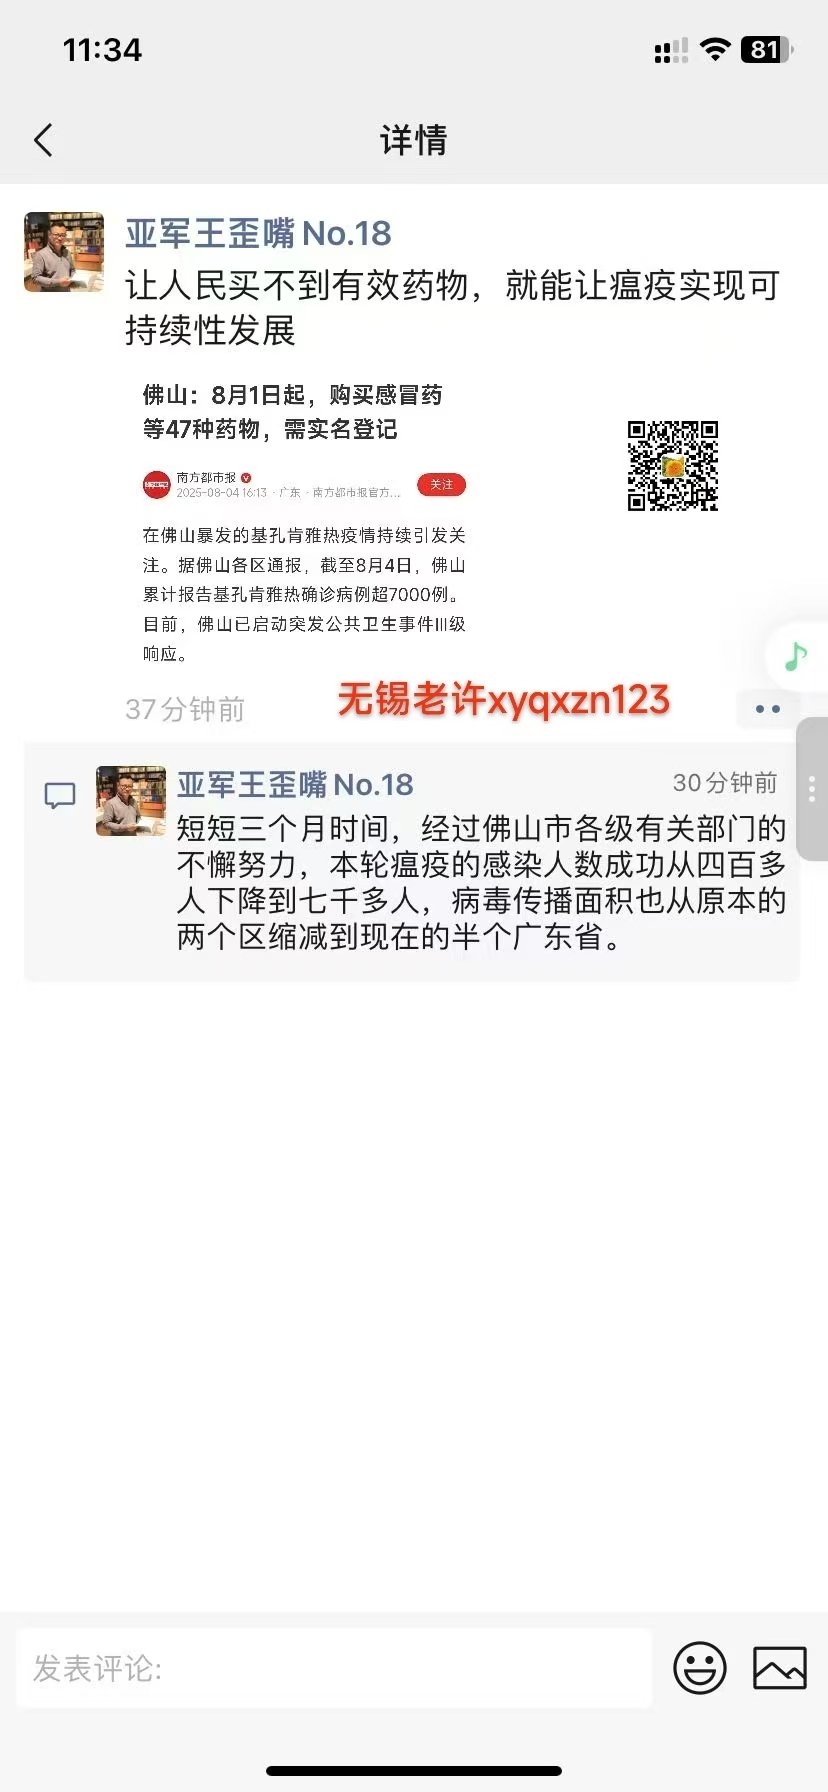 11:34
81
详情
亚军王歪嘴No.18
让人民买不到有效药物，就能让瘟疫实现可
持续性发展
佛山：8月1日起，购买感冒药
等47种药物，需实名登记
南方都市报
关注
2025-08-04 16:13 · 广东 · 南方都市报官方...
在佛山暴发的基孔肯雅热疫情持续引发关
注。据佛山各区通报，截至8月4日，佛山
累计报告基孔肯雅热确诊病例超7000例。
目前，佛山已启动突发公共卫生事件III级
响应。
37分钟前
无锡老许xyqxzn123
亚军王歪嘴No.18
30分钟前
短短三个月时间，经过佛山市各级有关部门的
不懈努力，本轮瘟疫的感染人数成功从四百多
人下降到七千多人，病毒传播面积也从原本的
两个区缩减到现在的半个广东省。
发表评论: